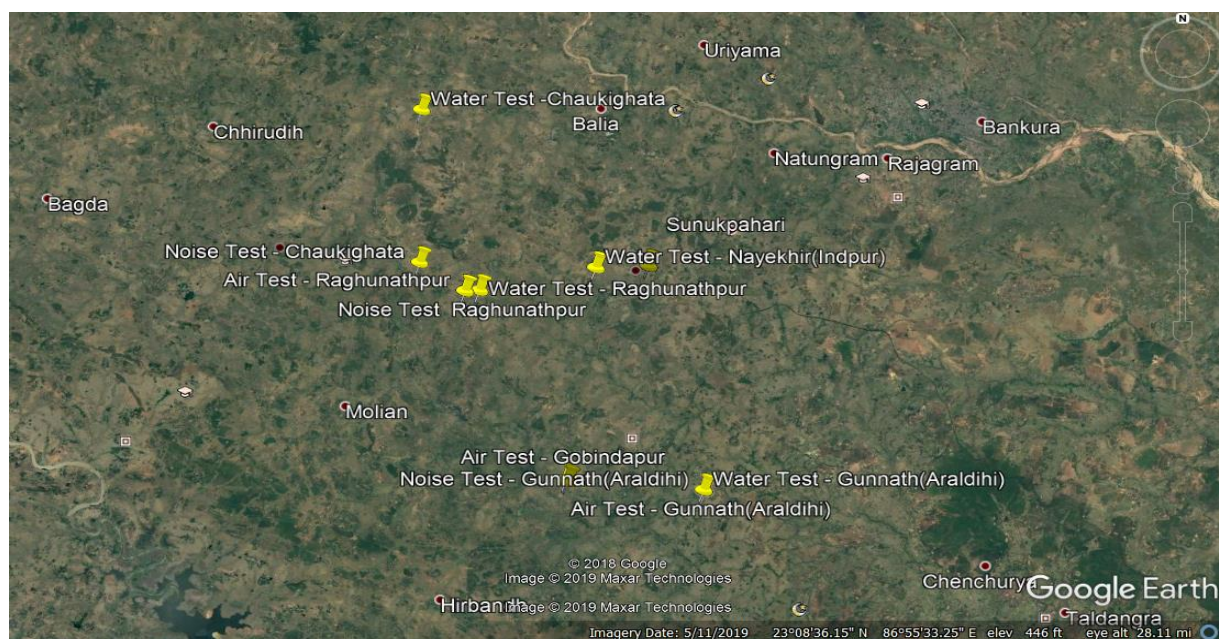 N
Uriyama
Water Test -Chaukighata
Balia
Chhirudih
Bankura
Natungram
Rajagram
Bagda
Sunukpahari
Noise Test - Chaukighata
Water Test - Nayekhir(Indpur)
Air Test - Raghunathpur
Water Test - Raghunathpur
Noise Test Raghunathpur
Molian
Air Test - Gobindapur
Noise Test - Gunnath(Araldihi)
Water Test - Gunnath(Araldihi)
Air Test - Gunnath(Araldihi)
© 2018 Google
Image © 2019 Maxar Technologies
Chenchurya
Google Earth
Hirbandh
Image © 2019 Maxar Technologies
Taldangra
Imagery Date: 5/11/2019 23°08'36.15" N 86°55'33.25" E elev 446 ft eye alt 28.11 mi